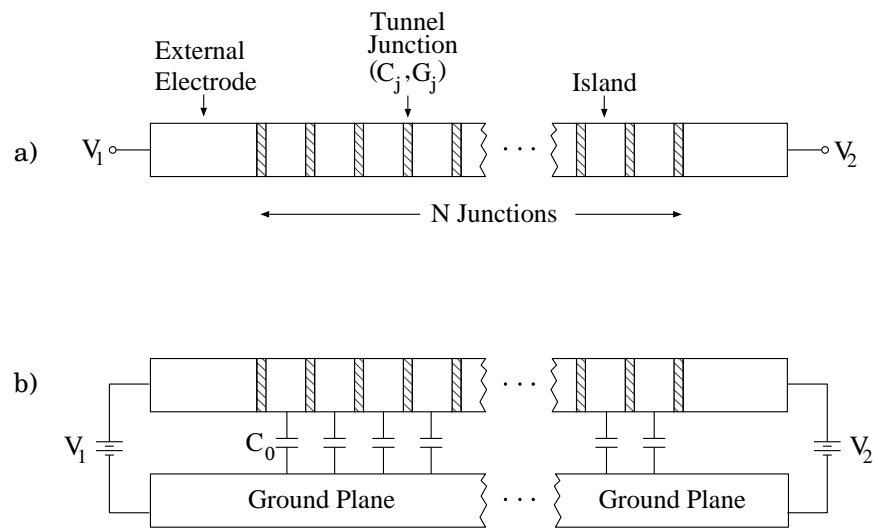 External
Electrode
Tunnel
Junction
(C_j, G_j)
Island
a)
V_1
· · ·
V_2
N Junctions
b)
· · ·
V_1
C_0
V_2
Ground Plane
· · ·
Ground Plane